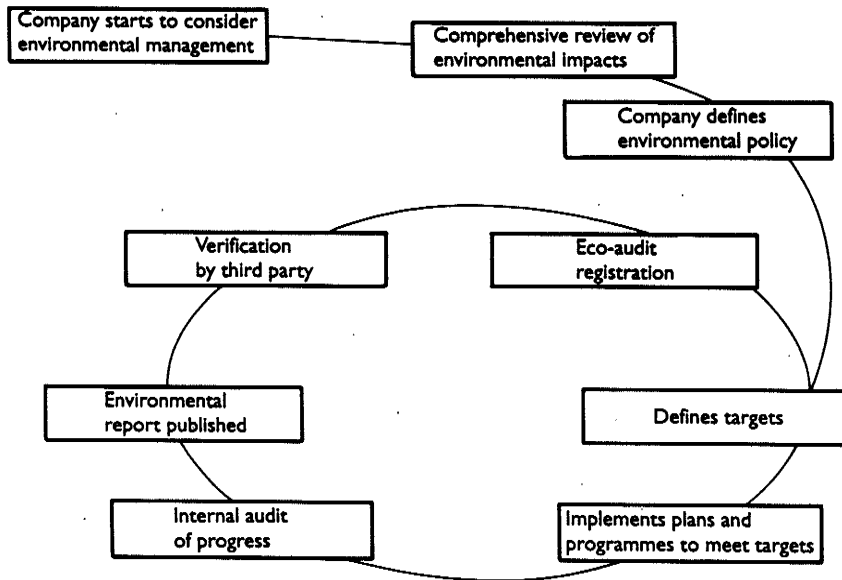 Company starts to consider
environmental management
Comprehensive review of
environmental impacts
Company defines
environmental policy
Verification
by third party
Eco-audit
registration
Environmental
report published
Defines targets
Internal audit
of progress
Implements plans and
programmes to meet targets